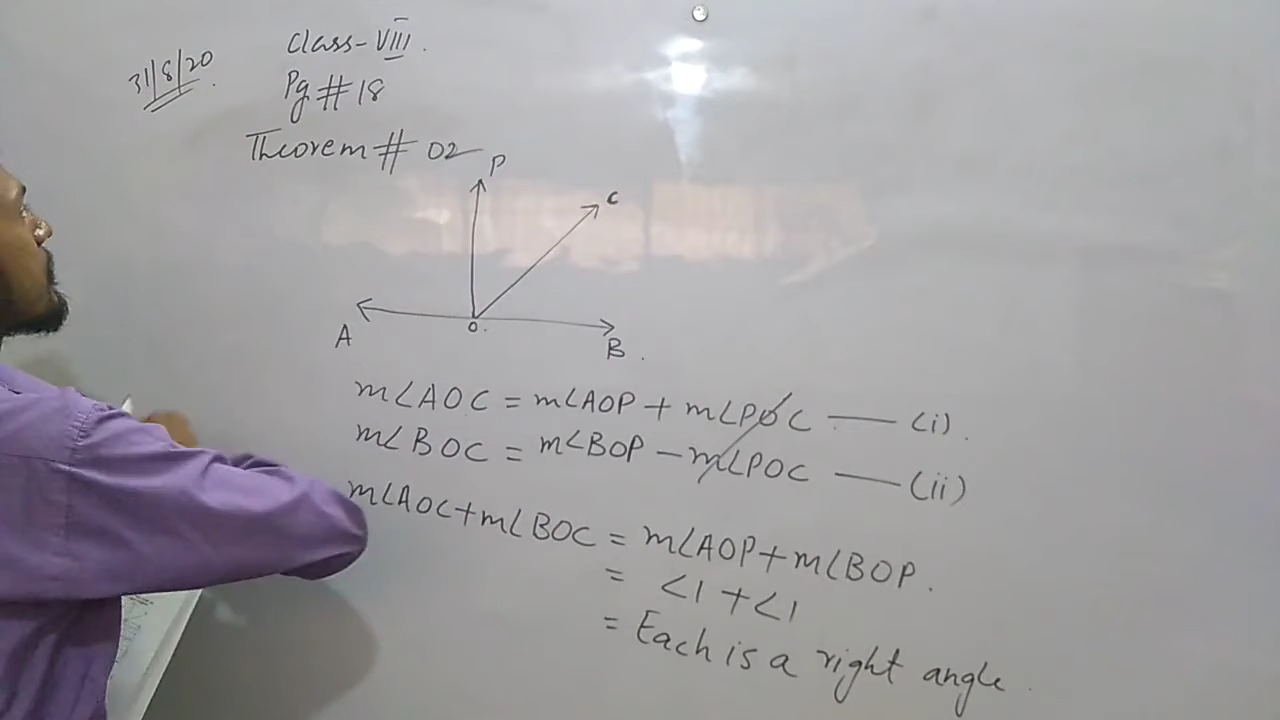 Class-VIII.
31/8/20.
Pg # 18
Theorem # 02
P
C
A
O.
B.
m∠AOC = m∠AOP + m∠POC —— (i).
m∠BOC = m∠BOP - m∠POC —— (ii)
m∠AOC+m∠BOC = m∠AOP+m∠BOP.
= ∠1 + ∠1
= Each is a right angle.